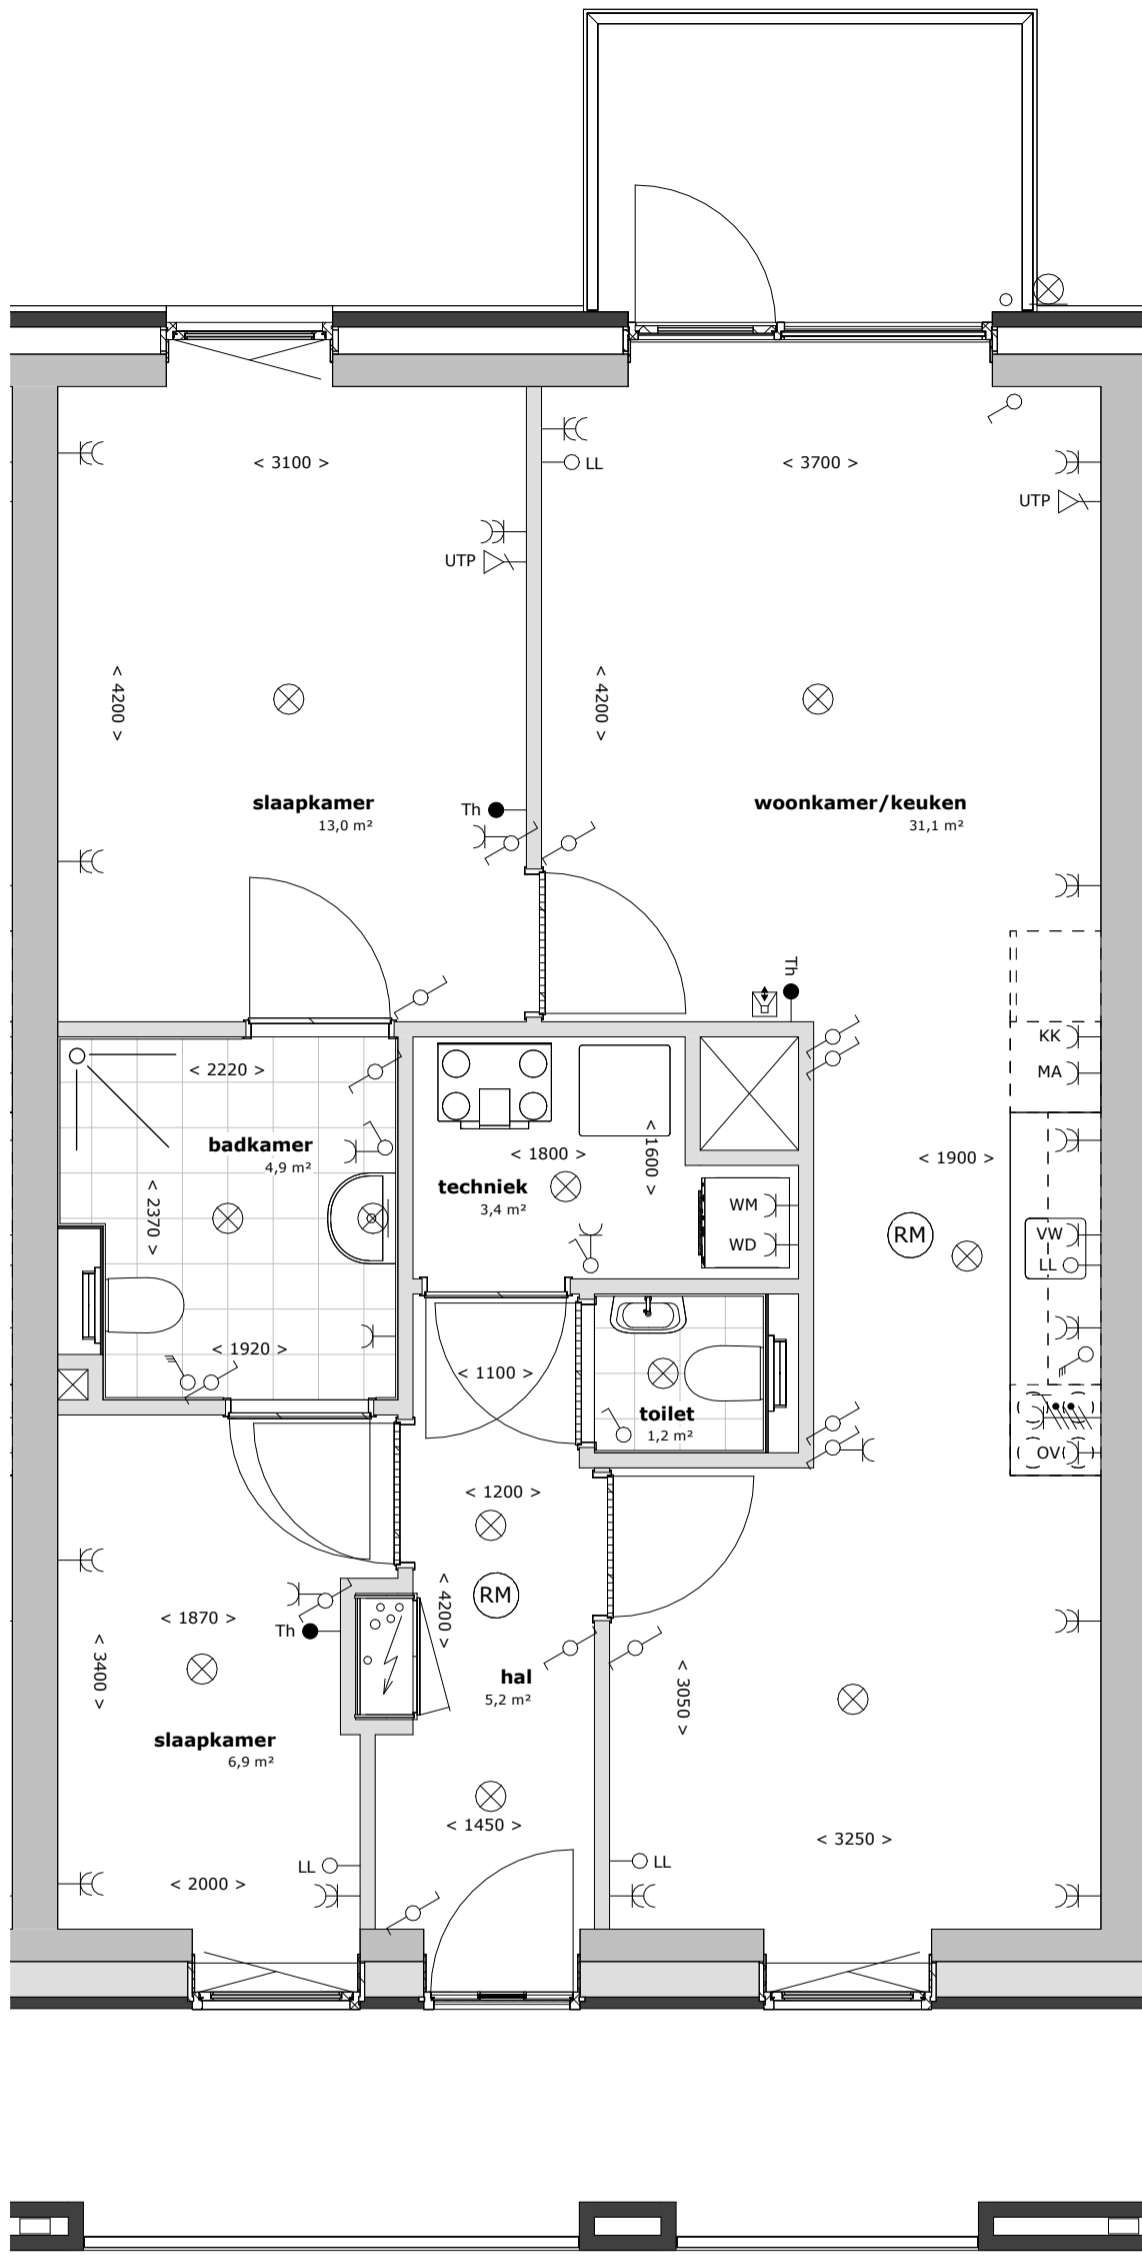 < 3100 >
LL
< 3700 >
UTP
UTP
< 4200 >
< 4200 >
slaapkamer
13,0 m²
Th
woonkamer/keuken
31,1 m²
Th
KK
MA
< 2220 >
badkamer
4,9 m²
< 2370 >
< 1920 >
< 1800 >
< 1600 >
techniek
3,4 m²
WM
WD
< 1900 >
RM
VW
LL
OV
< 1100 >
toilet
1,2 m²
< 1200 >
RM
< 4200 >
hal
5,2 m²
< 1450 >
< 1870 >
Th
< 3400 >
slaapkamer
6,9 m²
LL
< 2000 >
< 3050 >
< 3250 >
LL